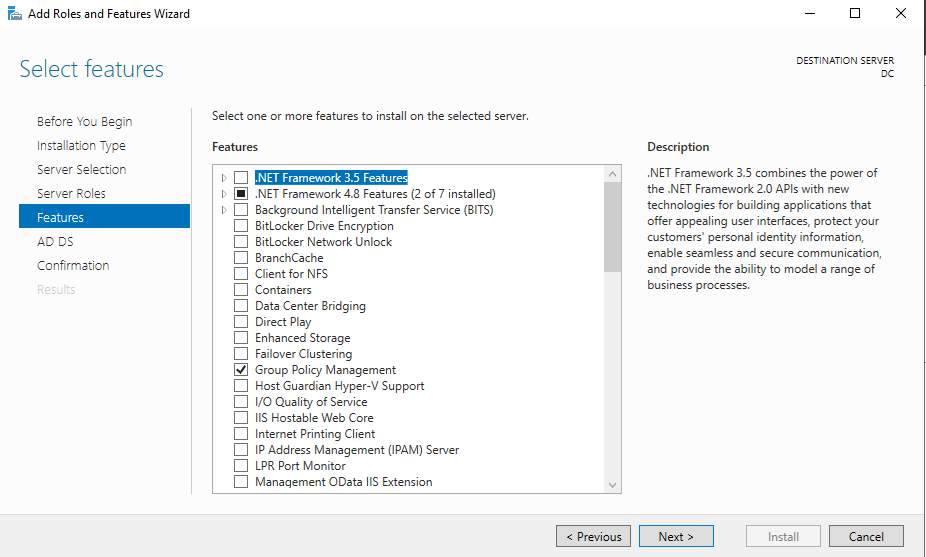 Add Roles and Features Wizard
Select features
DESTINATION SERVER
DC
Before You Begin
Installation Type
Server Selection
Server Roles
Features
AD DS
Confirmation
Results
Select one or more features to install on the selected server.
Features
.NET Framework 3.5 Features
.NET Framework 4.8 Features (2 of 7 installed)
Background Intelligent Transfer Service (BITS)
BitLocker Drive Encryption
BitLocker Network Unlock
BranchCache
Client for NFS
Containers
Data Center Bridging
Direct Play
Enhanced Storage
Failover Clustering
Group Policy Management
Host Guardian Hyper-V Support
I/O Quality of Service
IIS Hostable Web Core
Internet Printing Client
IP Address Management (IPAM) Server
LPR Port Monitor
Management OData IIS Extension
Description
.NET Framework 3.5 combines the power of
the .NET Framework 2.0 APIs with new
technologies for building applications that
offer appealing user interfaces, protect your
customers' personal identity information,
enable seamless and secure communication,
and provide the ability to model a range of
business processes.
< Previous
Next >
Install
Cancel